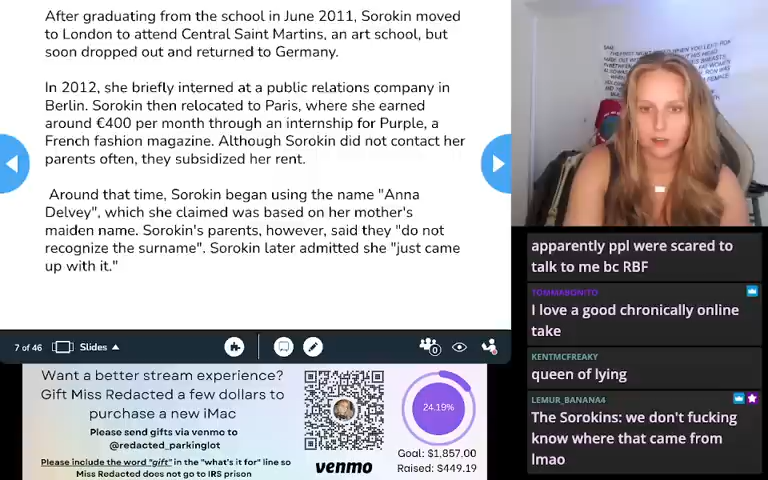 After graduating from the school in June 2011, Sorokin moved
to London to attend Central Saint Martins, an art school, but
soon dropped out and returned to Germany.
In 2012, she briefly interned at a public relations company in
Berlin. Sorokin then relocated to Paris, where she earned
around €400 per month through an internship for Purple, a
French fashion magazine. Although Sorokin did not contact her
parents often, they subsidized her rent.
Around that time, Sorokin began using the name "Anna
Delvey", which she claimed was based on her mother's
maiden name. Sorokin's parents, however, said they "do not
recognize the surname". Sorokin later admitted she "just came
up with it."
7 of 46
Slides
0
Want a better stream experience?
Gift Miss Redacted a few dollars to
purchase a new iMac
Please send gifts via venmo to
@redacted_parkinglot
Please include the word "gift" in the "what's it for" line so
Miss Redacted does not go to IRS prison
venmo
24.19%
Goal: $1,857.00
Raised: $449.19
apparently ppl were scared to
talk to me bc RBF
TOMMABONITO
I love a good chronically online
take
KENTMCFREAKY
queen of lying
LEMUR_BANANA4
The Sorokins: we don't fucking
know where that came from
lmao